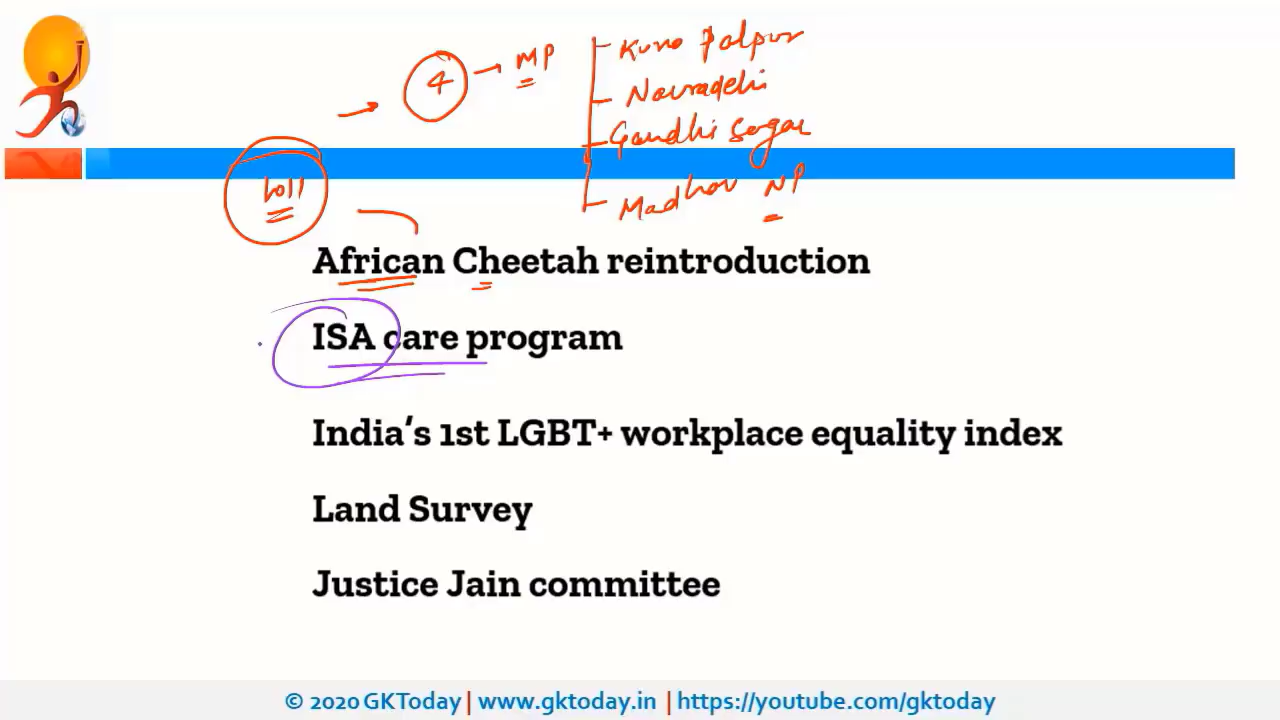 4 → MP
Kuno Palpur
Nauradehi
Gandhi Sagar
Madhav NP
African Cheetah reintroduction
ISA care program
India's 1st LGBT+ workplace equality index
Land Survey
Justice Jain committee
© 2020 GKToday | www.gktoday.in | https://youtube.com/gktoday